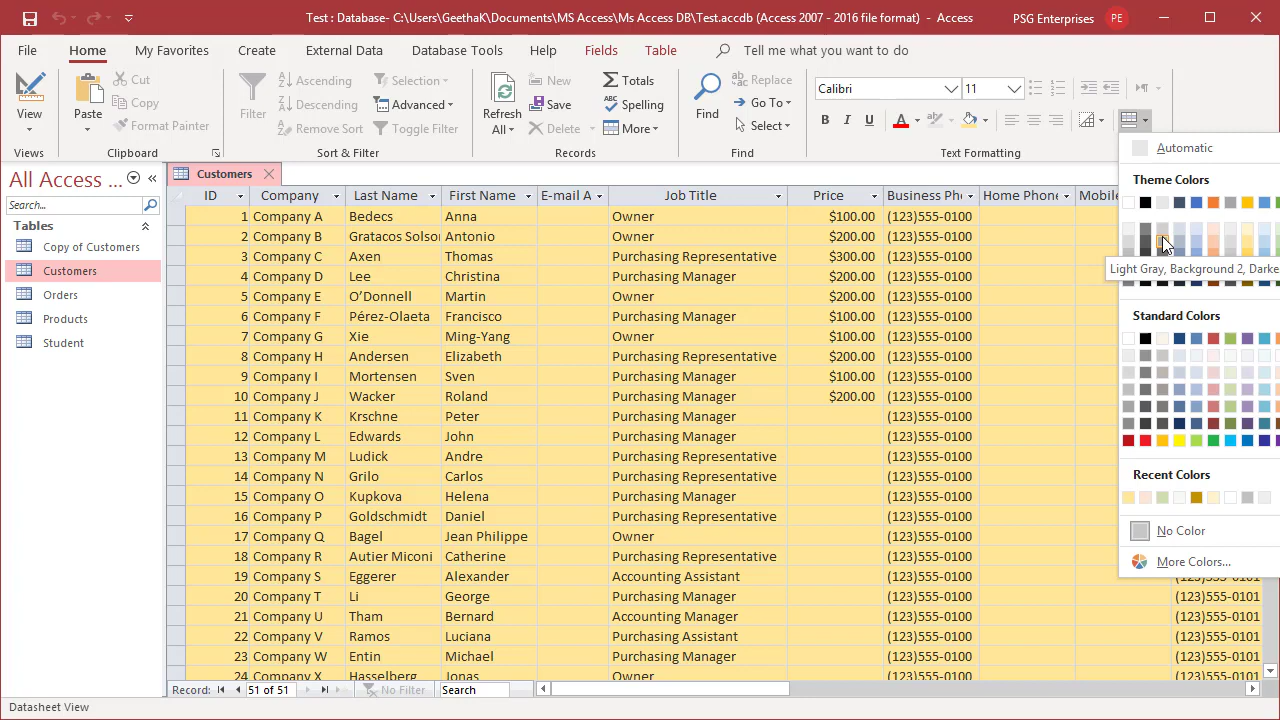 Test : Database- C:\Users\GeethaK\Documents\MS Access\Ms Access DB\Test.accdb (Access 2007 - 2016 file format) - Access
PSG Enterprises PE
File Home My Favorites Create External Data Database Tools Help Fields Table Tell me what you want to do
View
Views
Paste
Cut
Copy
Format Painter
Clipboard
Filter
Ascending
Descending
Remove Sort
Selection
Advanced
Toggle Filter
Sort & Filter
Refresh All
New
Save
Delete
Totals
Spelling
More
Records
Find
Replace
Go To
Select
Find
Calibri 11
B I U A
Text Formatting
All Access ...
Search...
Tables
Copy of Customers
Customers
Orders
Products
Student
Customers
ID Company Last Name First Name E-mail A Job Title Price Business Ph Home Phone Mobile
1 Company A Bedecs Anna Owner $100.00 (123)555-0100
2 Company B Gratacos Solso Antonio Owner $200.00 (123)555-0100
3 Company C Axen Thomas Purchasing Representative $300.00 (123)555-0100
4 Company D Lee Christina Purchasing Manager $100.00 (123)555-0100
5 Company E O’Donnell Martin Owner $200.00 (123)555-0100
6 Company F Pérez-Olaeta Francisco Purchasing Manager $100.00 (123)555-0100
7 Company G Xie Ming-Yang Owner $100.00 (123)555-0100
8 Company H Andersen Elizabeth Purchasing Representative $200.00 (123)555-0100
9 Company I Mortensen Sven Purchasing Manager $100.00 (123)555-0100
10 Company J Wacker Roland Purchasing Manager $200.00 (123)555-0100
11 Company K Krschne Peter Purchasing Manager (123)555-0100
12 Company L Edwards John Purchasing Manager (123)555-0100
13 Company M Ludick Andre Purchasing Representative (123)555-0100
14 Company N Grilo Carlos Purchasing Representative (123)555-0100
15 Company O Kupkova Helena Purchasing Manager (123)555-0100
16 Company P Goldschmidt Daniel Purchasing Representative (123)555-0100
17 Company Q Bagel Jean Philippe Owner (123)555-0100
18 Company R Autier Miconi Catherine Purchasing Representative (123)555-0100
19 Company S Eggerer Alexander Accounting Assistant (123)555-0100 (123)555-0101
20 Company T Li George Purchasing Manager (123)555-0100 (123)555-0101
21 Company U Tham Bernard Accounting Manager (123)555-0100 (123)555-0101
22 Company V Ramos Luciana Purchasing Assistant (123)555-0100 (123)555-0101
23 Company W Entin Michael Purchasing Manager (123)555-0100 (123)555-0101
24 Company X Hasselberg Jonas Owner (123)555-0100 (123)555-0101
Automatic
Theme Colors
Light Gray, Background 2, Darke
Standard Colors
Recent Colors
No Color
More Colors...
Record: 51 of 51 No Filter Search
Datasheet View